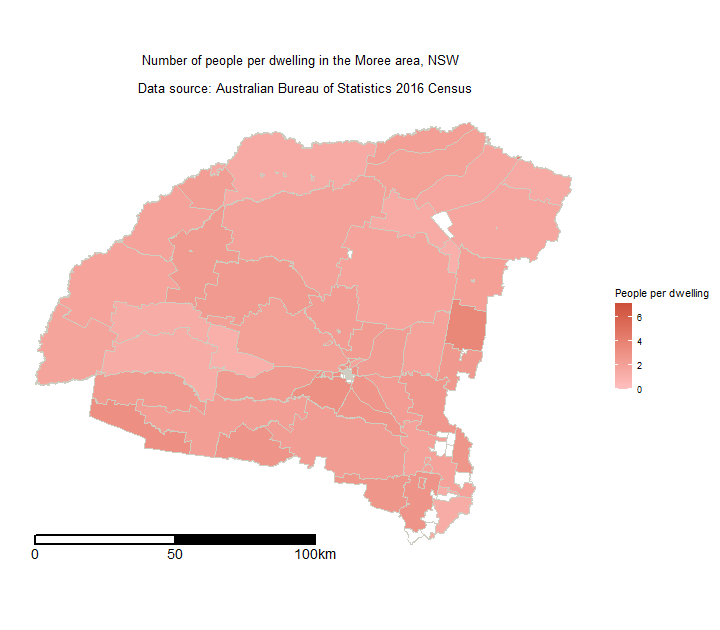 Number of people per dwelling in the Moree area, NSW
Data source: Australian Bureau of Statistics 2016 Census
People per dwelling
6
4
2
0
0 50 100km